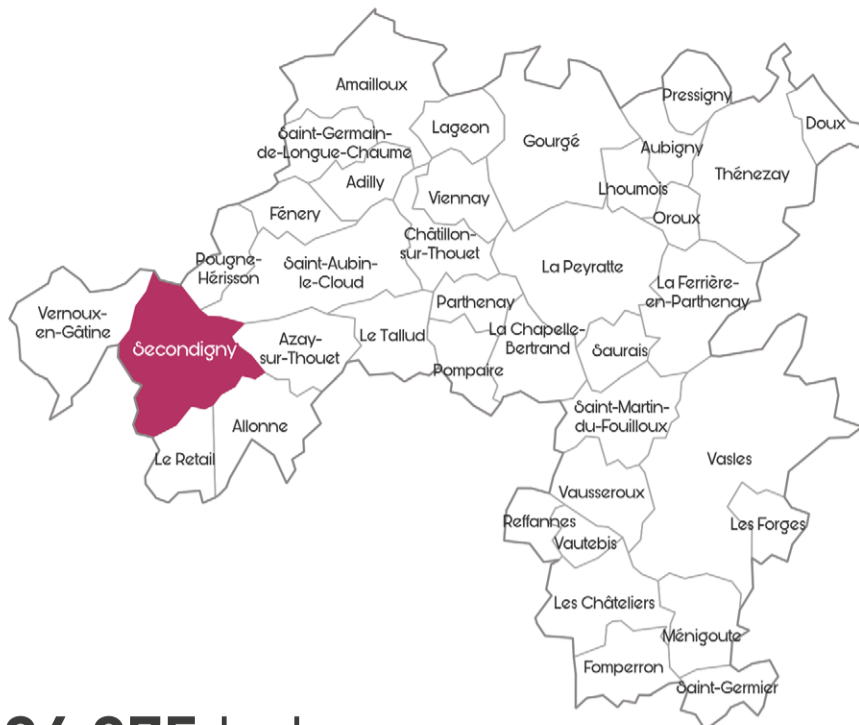 Amailloux
Pressigny
Doux
Saint-Germain-
de-Longue-Chaume
Lageon
Gourgé
Aubigny
Thénezay
Adilly
Viennay
Lhoumois
Fénery
Oroux
Châtillon-
sur-Thouet
Pougne-
Hérisson
Saint-Aubin-
le-Cloud
La Peyratte
La Ferrière-
en-Parthenay
Vernoux-
en-Gâtine
Parthenay
Secondigny
Azay-
sur-Thouet
Le Tallud
La Chapelle-
Bertrand
Saurais
Pompaire
Saint-Martin-
du-Fouilloux
Allonne
Le Retail
Vasles
Vausseroux
Reffannes
Les Forges
Vautebis
Les Châteliers
Ménigoute
Fomperron
Saint-Germier